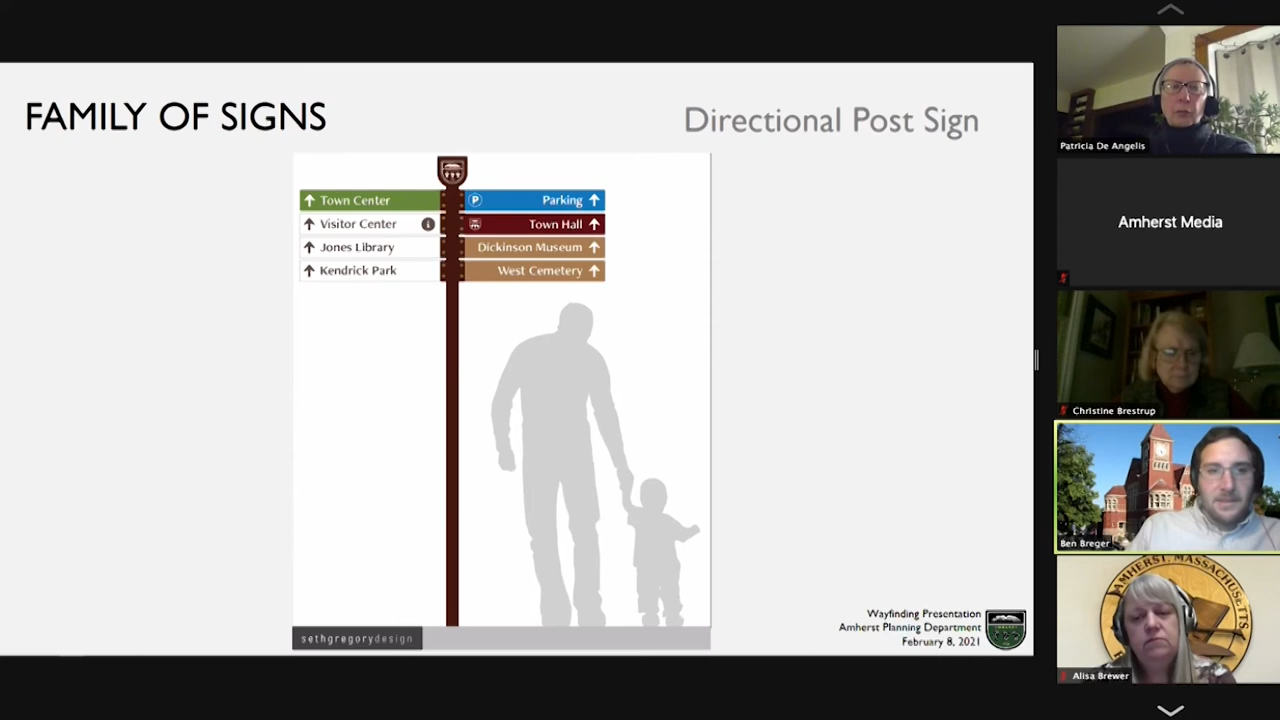 FAMILY OF SIGNS
Directional Post Sign
Town Center
Visitor Center
Jones Library
Kendrick Park
P Parking
Town Hall
Dickinson Museum
West Cemetery
sethgregorydesign
Wayfinding Presentation
Amherst Planning Department
February 8, 2021
Patricia De Angelis
Amherst Media
Christine Brestrup
Ben Breger
AMHERST, MASSACHUSETTS
Alisa Brewer